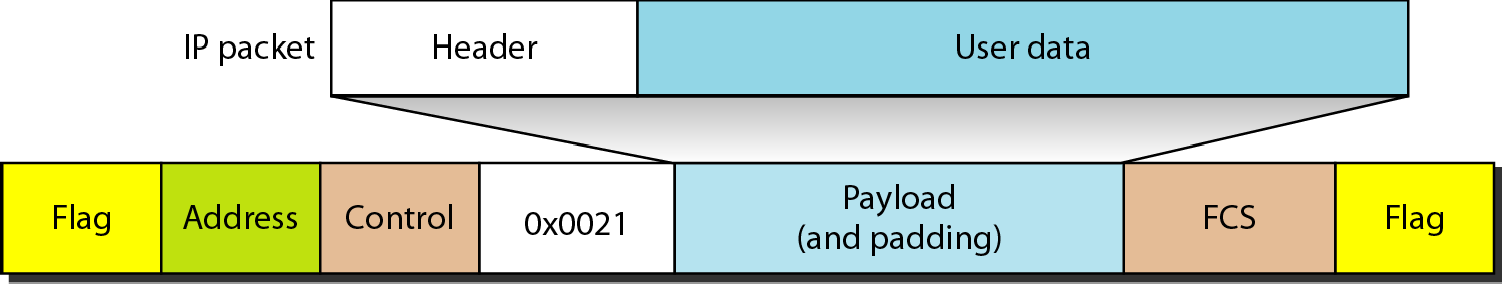 IP packet Header User data
Flag Address Control 0x0021 Payload (and padding) FCS Flag